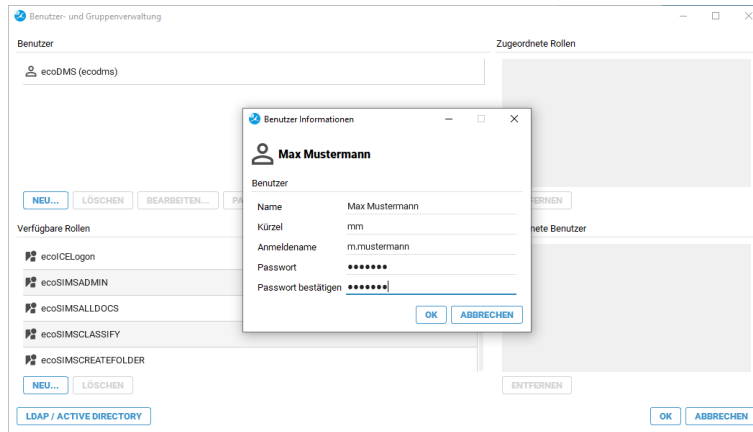 Benutzer- und Gruppenverwaltung
Benutzer
Zugeordnete Rollen
ecoDMS (ecodms)
Benutzer Informationen
Max Mustermann
Benutzer
Name Max Mustermann
Kürzel mm
Anmeldename m.mustermann
Passwort •••••••
Passwort bestätigen •••••••
OK ABBRECHEN
NEU... LÖSCHEN BEARBEITEN...
Verfügbare Rollen
ecoICELogon
ecoSIMSADMIN
ecoSIMSALLDOCS
ecoSIMSCLASSIFY
ecoSIMSCREATEFOLDER
NEU... LÖSCHEN
ENTFERNEN
LDAP / ACTIVE DIRECTORY
OK ABBRECHEN